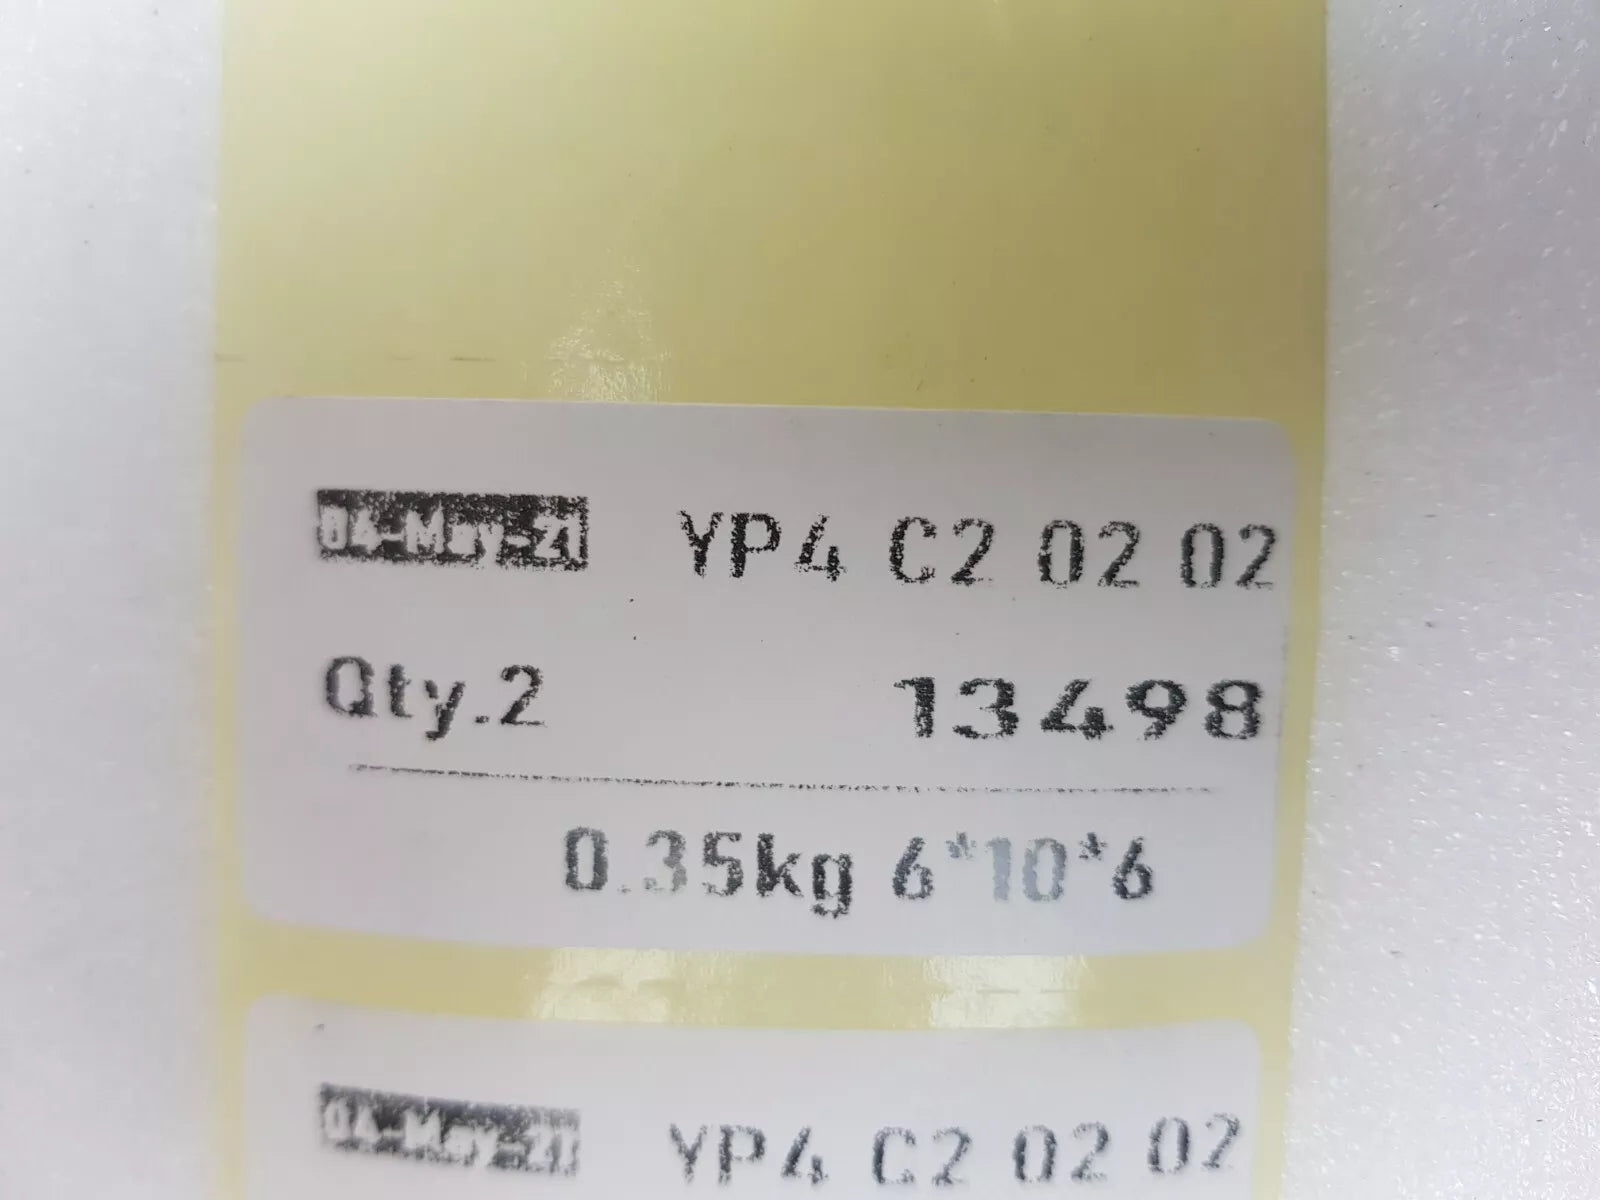 04-May-21 YP4 C2 02 02
Qty.2 13498
0.35kg 6*10*6
04-May-21 YP4 C2 02 02